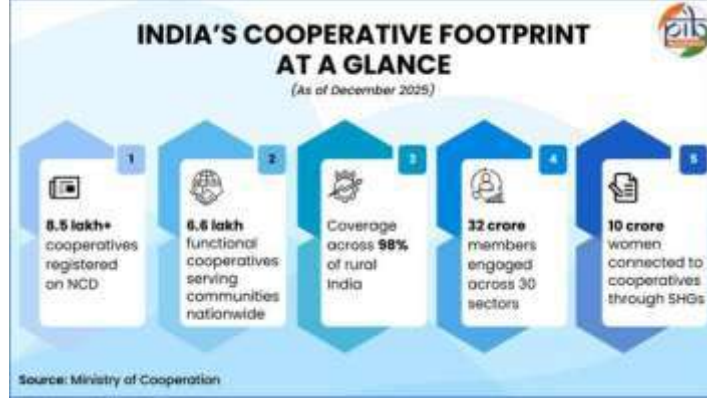 INDIA'S COOPERATIVE FOOTPRINT
AT A GLANCE
(As of December 2025)
1
8.5 lakh+
cooperatives
registered
on NCD
2
6.6 lakh
functional
cooperatives
serving
communities
nationwide
3
Coverage
across 98%
of rural
India
4
32 crore
members
engaged
across 30
sectors
5
10 crore
women
connected to
cooperatives
through SHGs
Source: Ministry of Cooperation